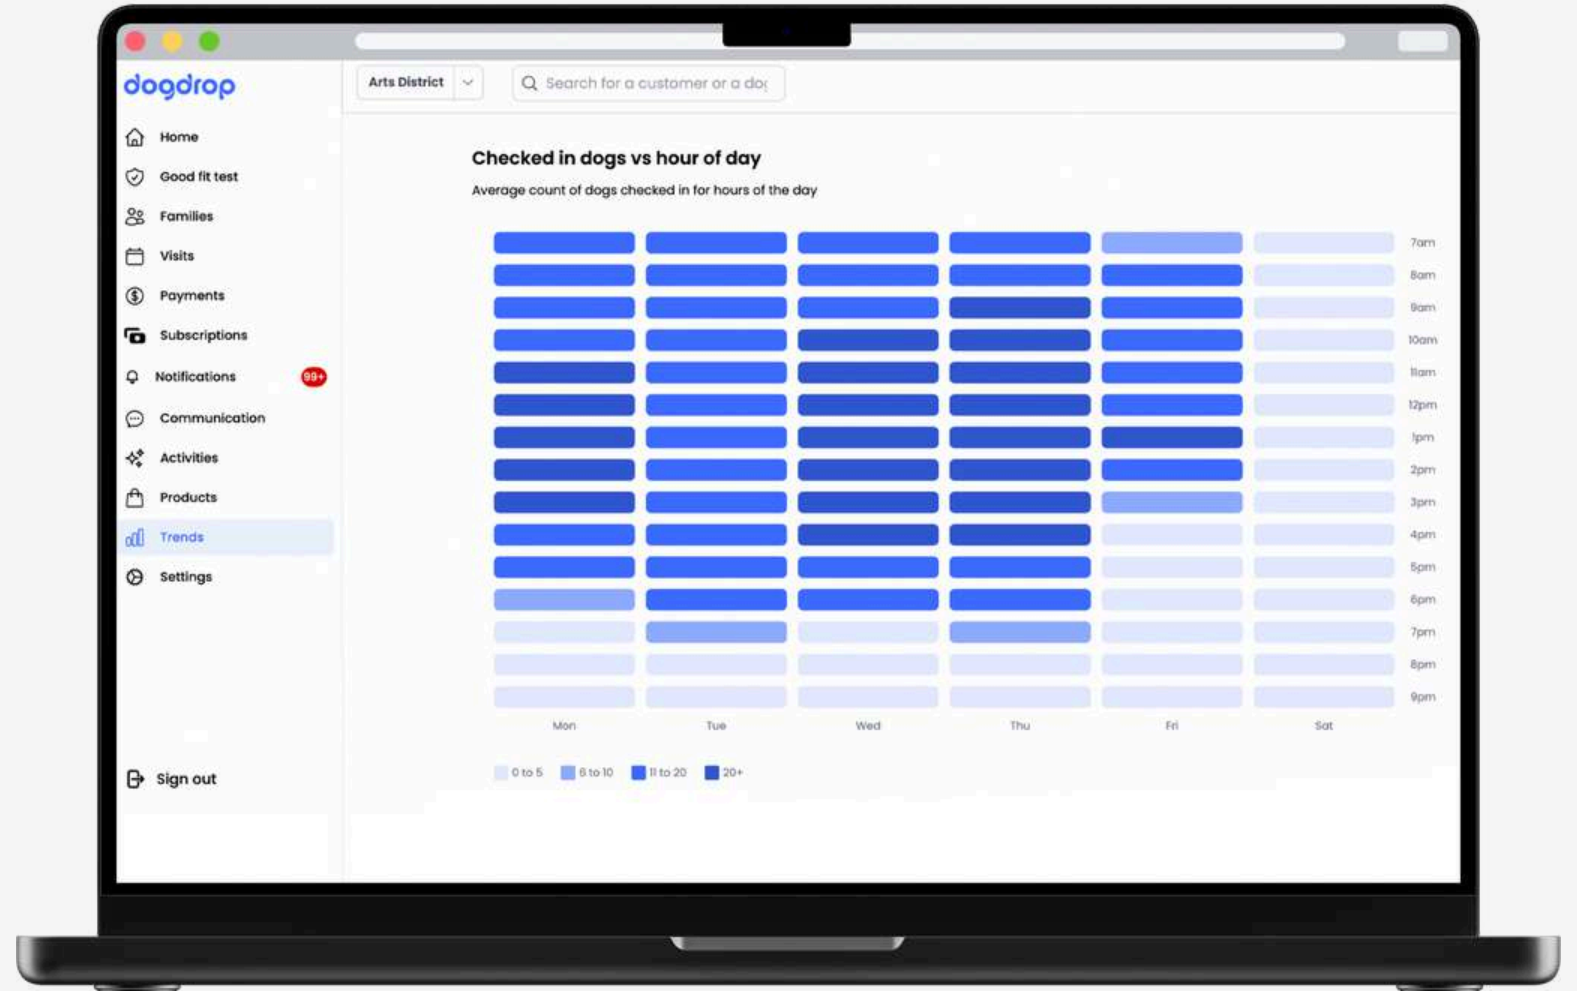 dogdrop
Arts District
Search for a customer or a dog
Home
Good fit test
Families
Visits
Payments
Subscriptions
Notifications 99+
Communication
Activities
Products
Trends
Settings
Sign out
Checked in dogs vs hour of day
Average count of dogs checked in for hours of the day
7am
8am
9am
10am
11am
12pm
1pm
2pm
3pm
4pm
5pm
6pm
7pm
8pm
9pm
Mon Tue Wed Thu Fri Sat
0 to 5 6 to 10 11 to 20 20+